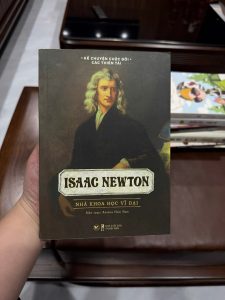 KỂ CHUYỆN CUỘC ĐỜI
CÁC THIÊN TÀI
ISAAC NEWTON
NHÀ KHOA HỌC VĨ ĐẠI